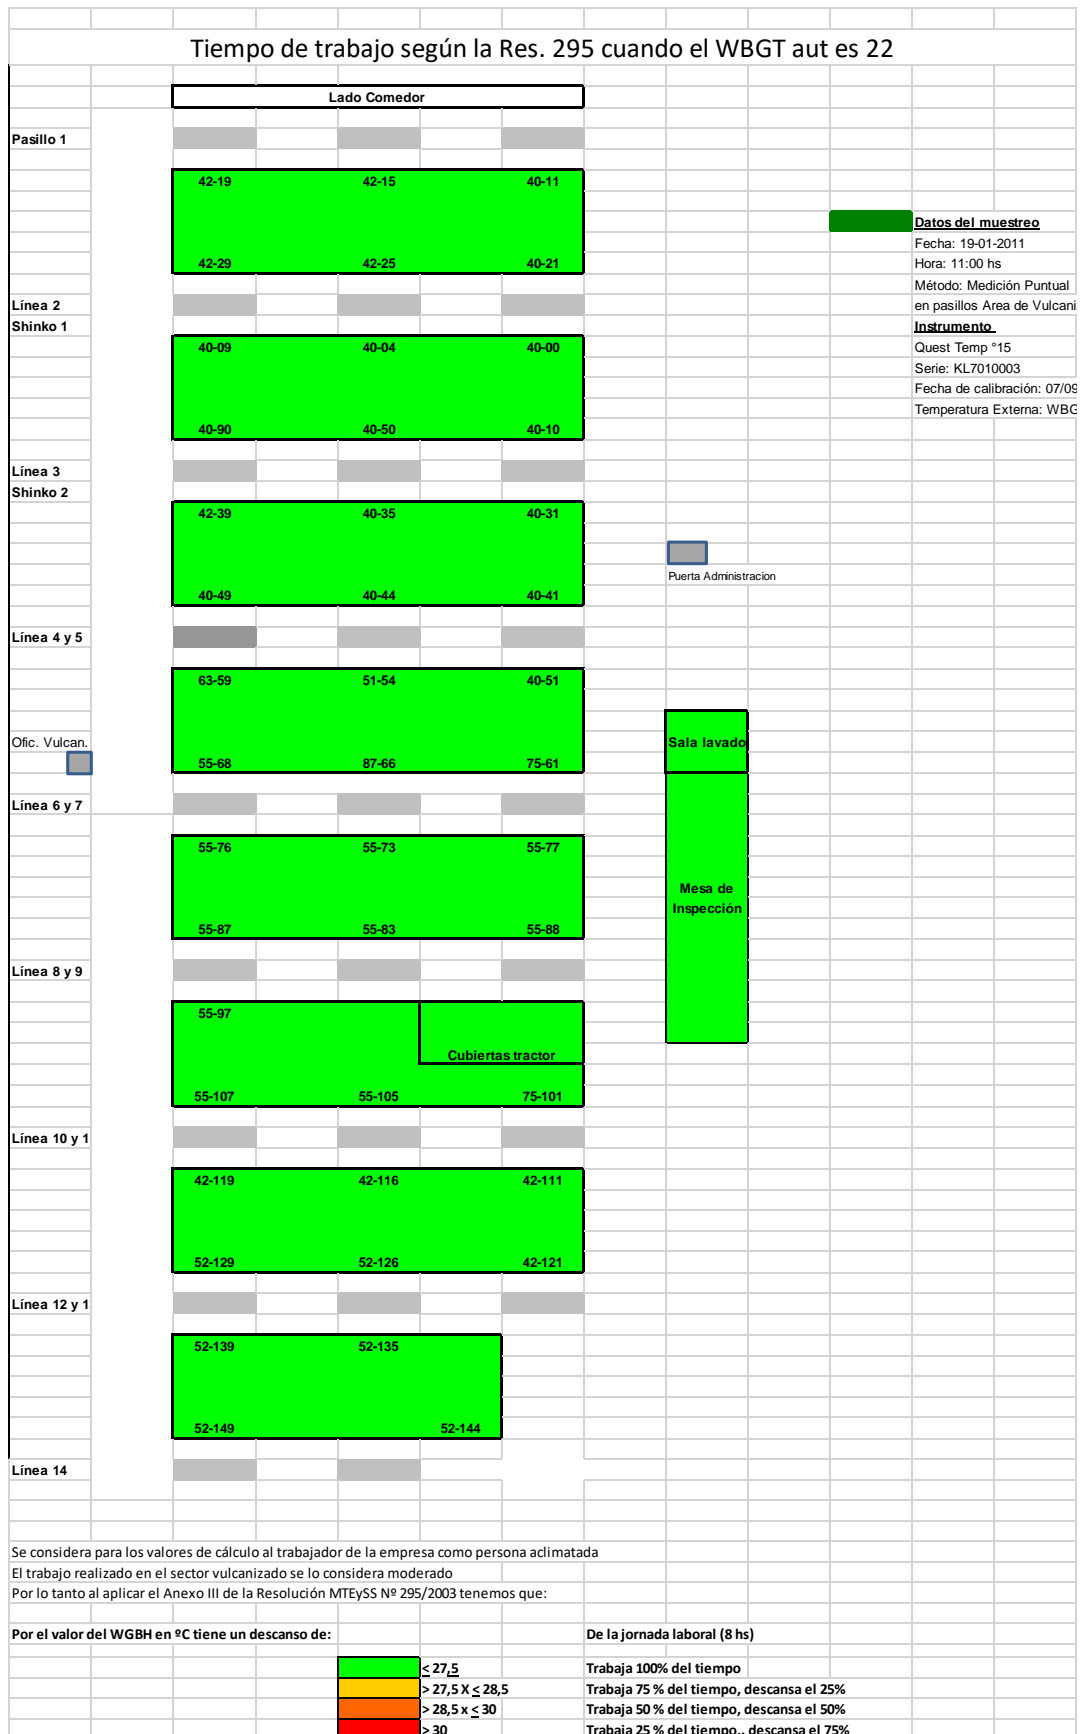 Tiempo de trabajo según la Res. 295 cuando el WBGT aut es 22
Lado Comedor
Pasillo 1
42-19 42-15 40-11
Datos del muestreo
Fecha: 19-01-2011
42-29 42-25 40-21
Hora: 11:00 hs
Método: Medición Puntual
Línea 2
en pasillos Area de Vulcani
Shinko 1
Instrumento
40-09 40-04 40-00
Quest Temp °15
Serie: KL7010003
Fecha de calibración: 07/09
Temperatura Externa: WBG
40-90 40-50 40-10
Línea 3
Shinko 2
42-39 40-35 40-31
Puerta Administracion
40-49 40-44 40-41
Línea 4 y 5
63-59 51-54 40-51
Ofic. Vulcan.
Sala lavado
55-68 87-66 75-61
Línea 6 y 7
55-76 55-73 55-77
Mesa de
Inspección
55-87 55-83 55-88
Línea 8 y 9
55-97
Cubiertas tractor
55-107 55-105 75-101
Línea 10 y 1
42-119 42-116 42-111
52-129 52-126 42-121
Línea 12 y 1
52-139 52-135
52-149 52-144
Línea 14
Se considera para los valores de cálculo al trabajador de la empresa como persona aclimatada
El trabajo realizado en el sector vulcanizado se lo considera moderado
Por lo tanto al aplicar el Anexo III de la Resolución MTEySS Nº 295/2003 tenemos que:
Por el valor del WGBH en ºC tiene un descanso de: De la jornada laboral (8 hs)
< 27,5 Trabaja 100% del tiempo
> 27,5 X < 28,5 Trabaja 75 % del tiempo, descansa el 25%
> 28,5 x < 30 Trabaja 50 % del tiempo, descansa el 50%
> 30 Trabaja 25 % del tiempo,, descansa el 75%